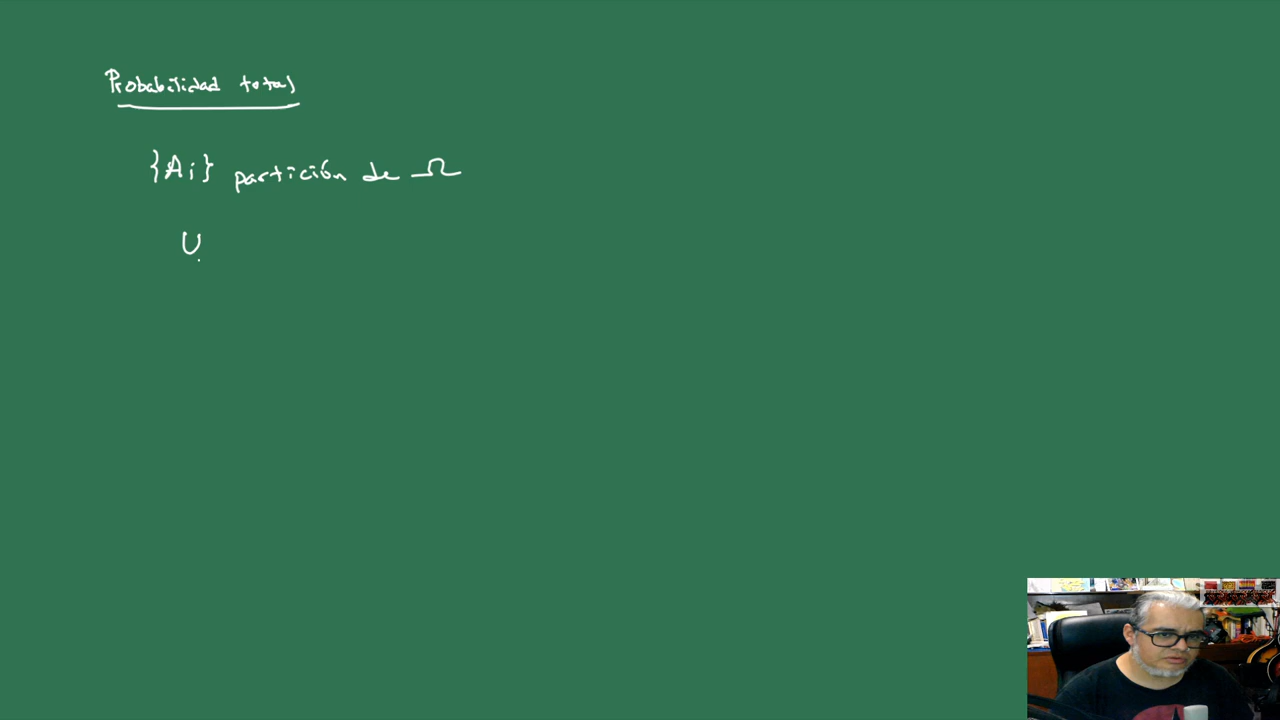 Probabilidad total
{Ai} partición de Ω
U